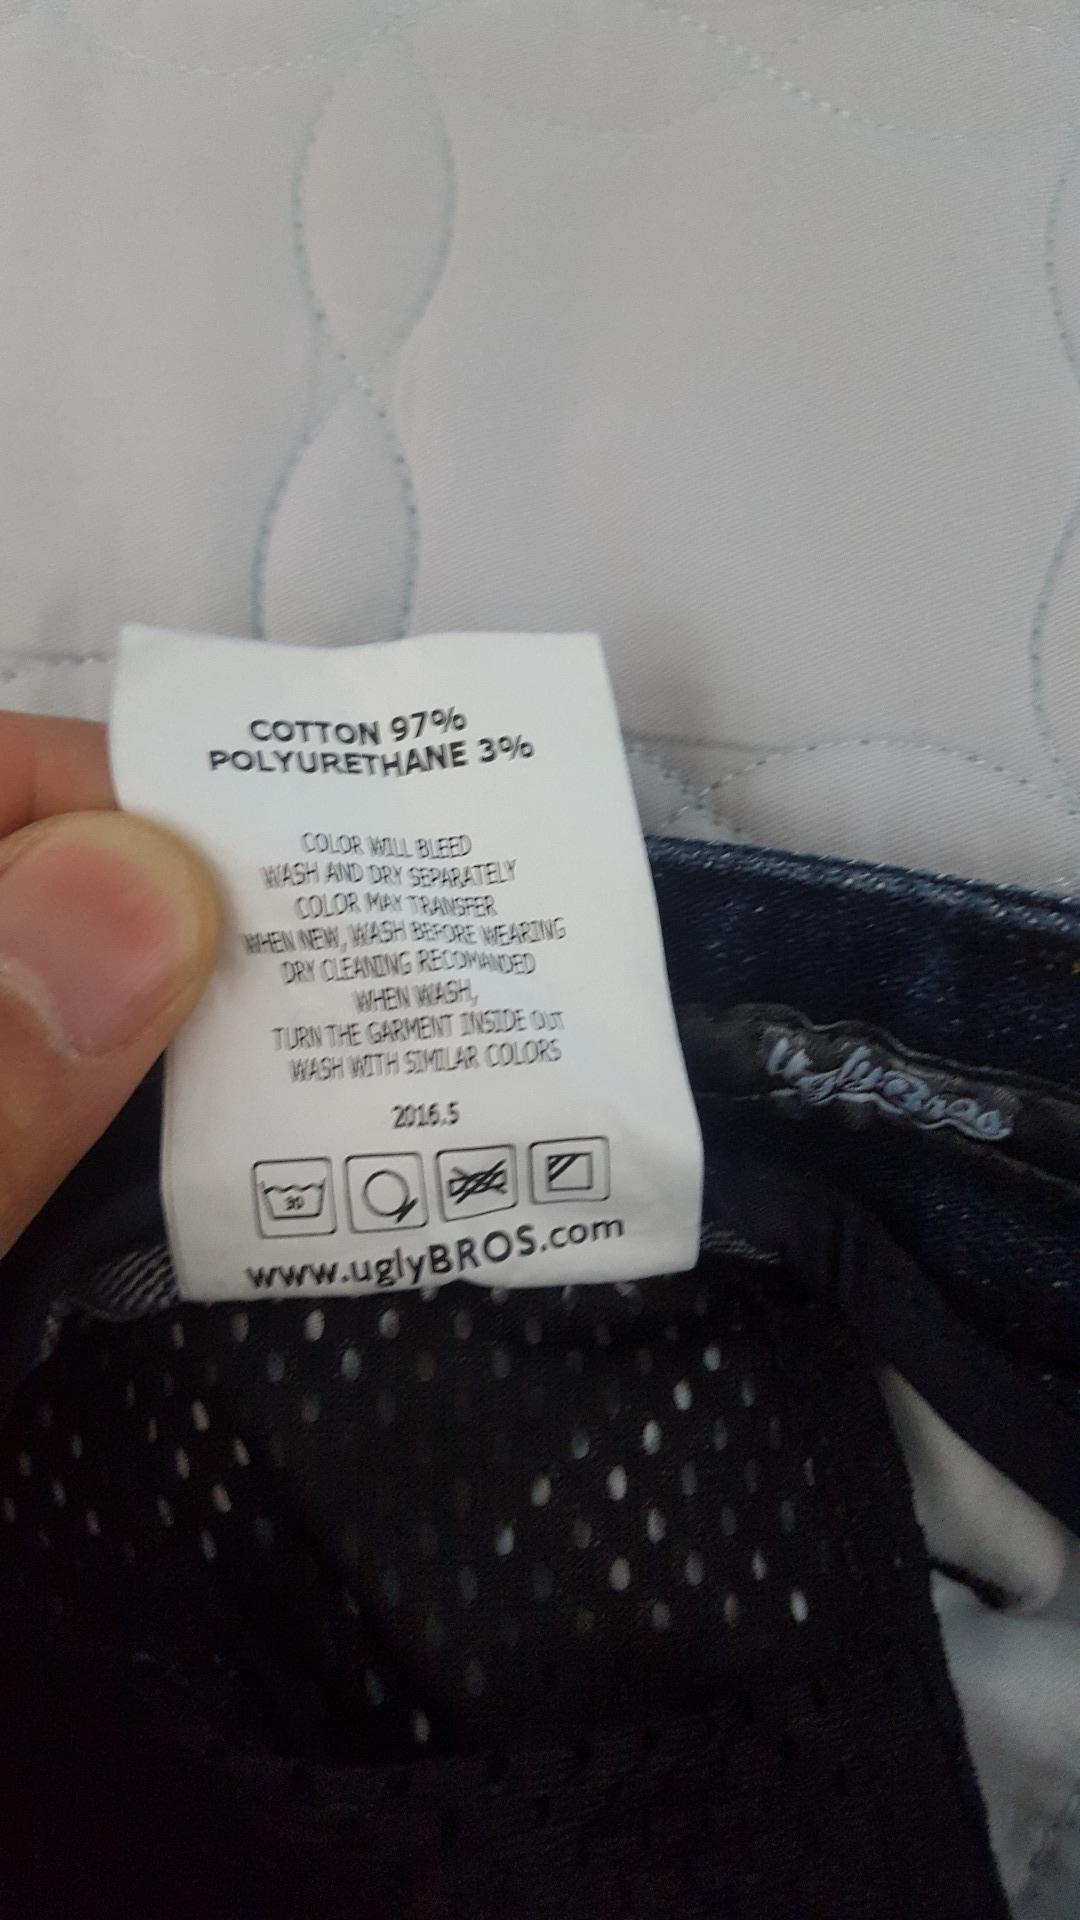 COTTON 97%
POLYURETHANE 3%
COLOR WILL BLEED
WASH AND DRY SEPARATELY
COLOR MAY TRANSFER
WHEN NEW, WASH BEFORE WEARING
DRY CLEANING RECOMANDED
WHEN WASH,
TURN THE GARMENT INSIDE OUT
WASH WITH SIMILAR COLORS
2016.5
30
www.uglyBROS.com
UglyBros